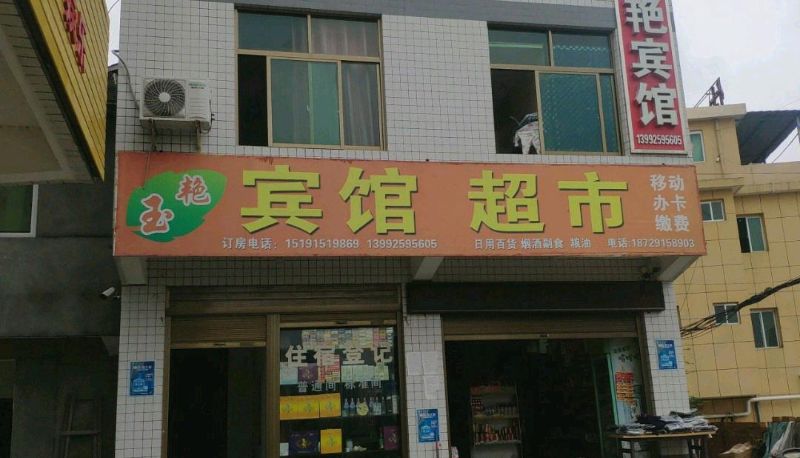 艳宾馆
13992595605
玉艳
宾馆 超市
移动
办卡
缴费
订房电话：15191519869 13992595605
日用百货 烟酒副食 粮油 电话:18729158903
住宿登记
普通间 标准间